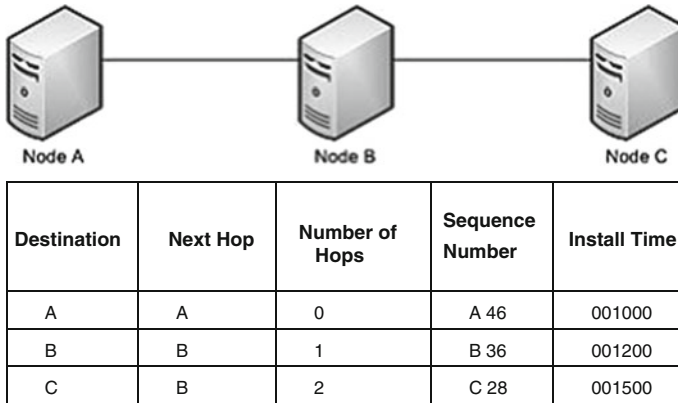 Node A Node B Node C
Destination Next Hop Number of Hops Sequence Number Install Time
A A 0 A 46 001000
B B 1 B 36 001200
C B 2 C 28 001500